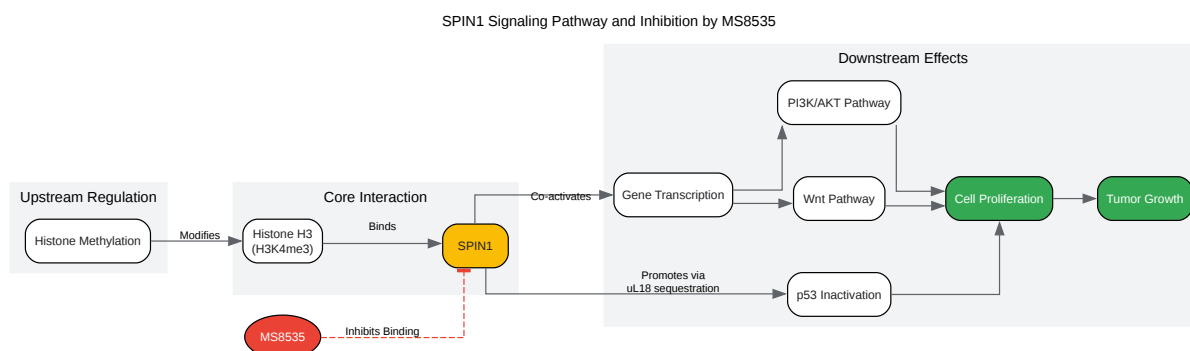 SPIN1 Signaling Pathway and Inhibition by MS8535
Downstream Effects
PI3K/AKT Pathway
Upstream Regulation
Core Interaction
Co-activates
Gene Transcription
Wnt Pathway
Cell Proliferation
Tumor Growth
Histone Methylation
Modifies
Histone H3
(H3K4me3)
Binds
SPIN1
Promotes via
uL18 sequestration
p53 Inactivation
MS8535
Inhibits Binding